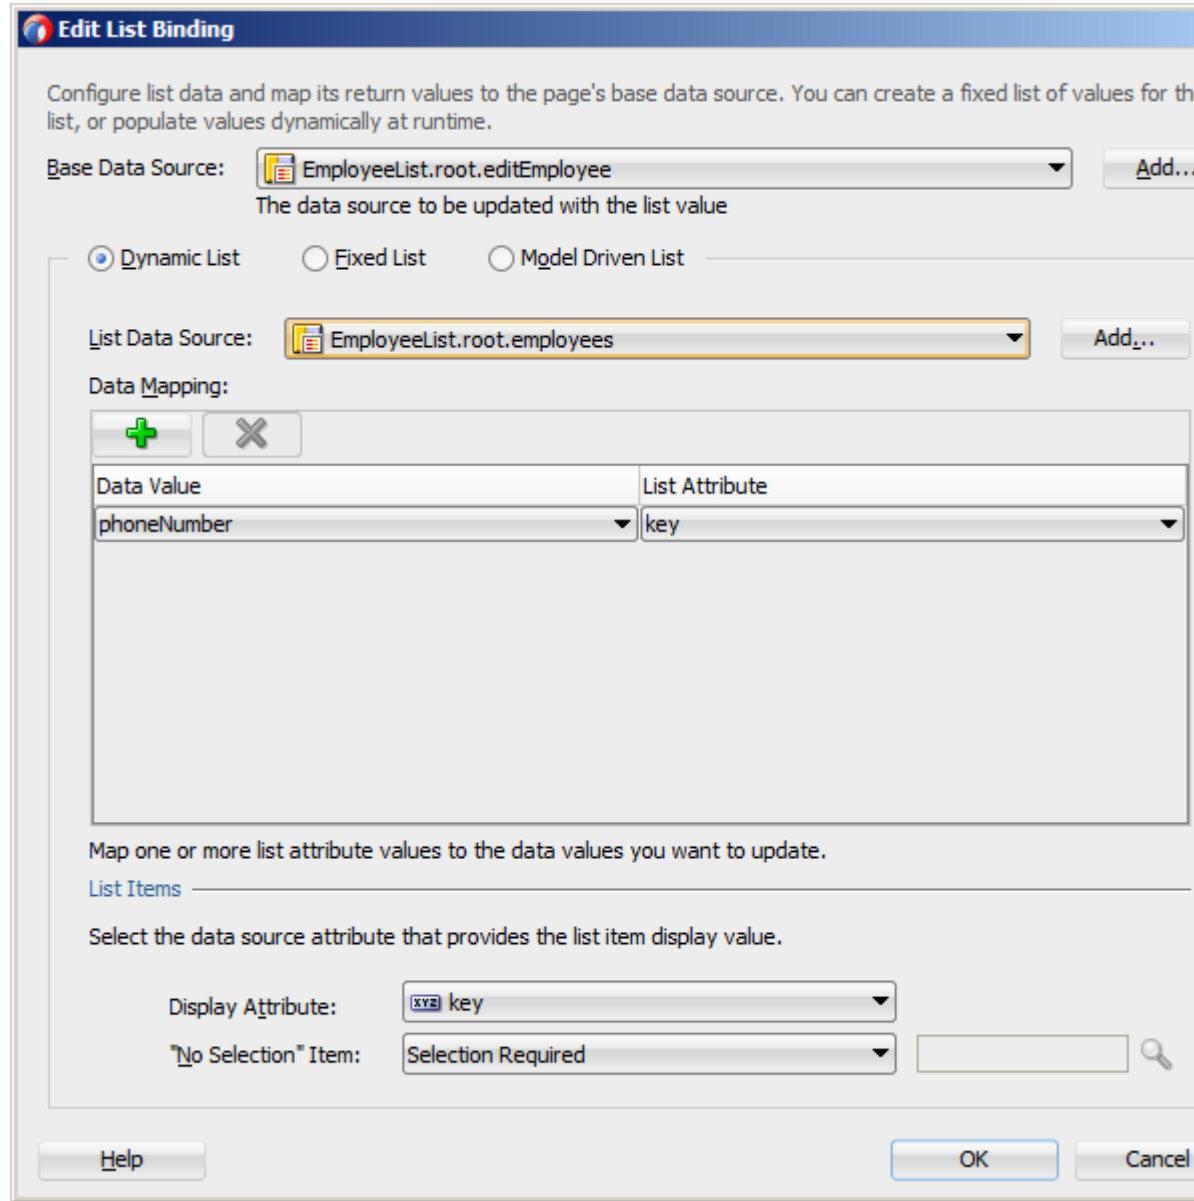 Edit List Binding
Configure list data and map its return values to the page's base data source. You can create a fixed list of values for th
list, or populate values dynamically at runtime.
Base Data Source: EmployeeList.root.editEmployee Add...
The data source to be updated with the list value
Dynamic List Fixed List Model Driven List
List Data Source: EmployeeList.root.employees Add...
Data Mapping:
Data Value List Attribute
phoneNumber key
Map one or more list attribute values to the data values you want to update.
List Items
Select the data source attribute that provides the list item display value.
Display Attribute: XYZ key
"No Selection" Item: Selection Required
Help OK Cancel